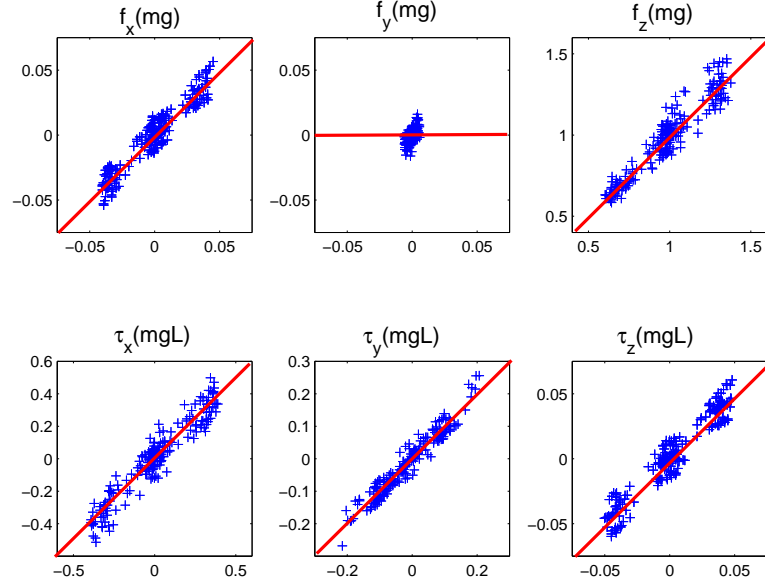 f_x(mg) f_y(mg) f_z(mg)
0.05 0.05 1.5
0 0 1
−0.05 −0.05 0.5
−0.05 0 0.05 −0.05 0 0.05 0.5 1 1.5
τ_x(mgL) τ_y(mgL) τ_z(mgL)
0.6 0.3
0.4 0.2 0.05
0.2 0.1
0 0 0
−0.2 −0.1
−0.4 −0.2 −0.05
−0.5 0 0.5 −0.2 0 0.2 −0.05 0 0.05